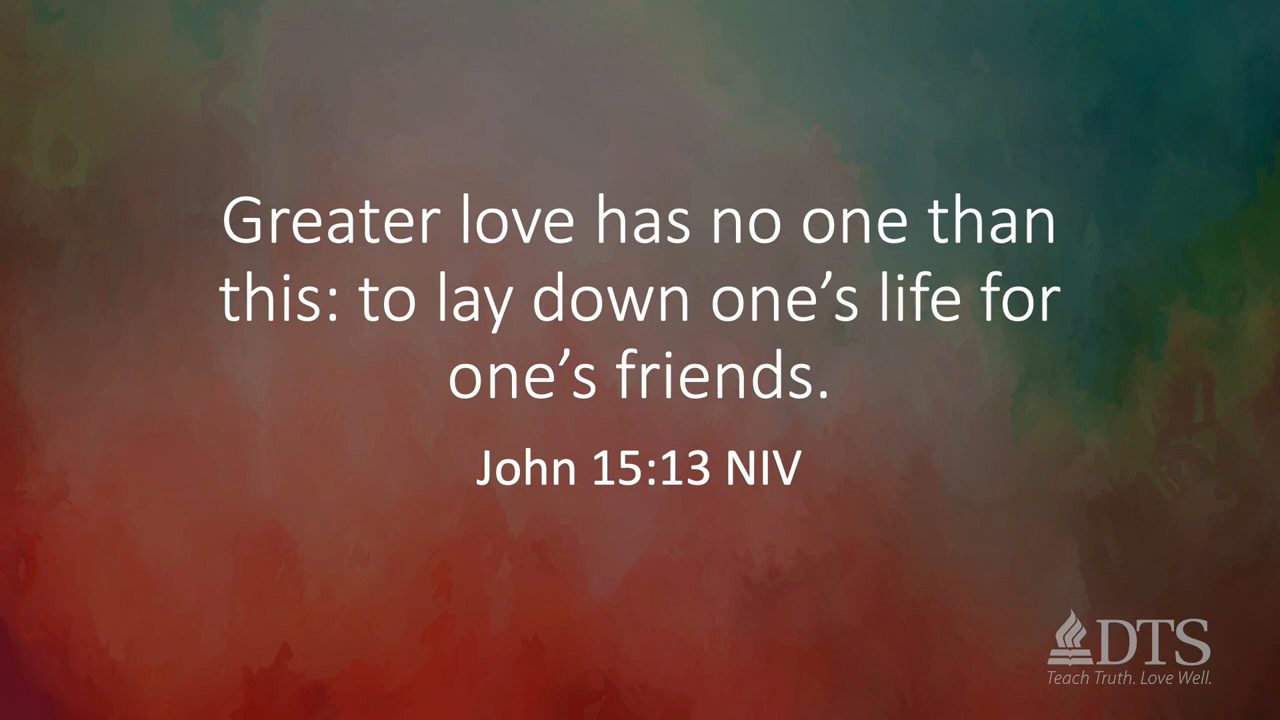 Greater love has no one than
this: to lay down one’s life for
one’s friends.
John 15:13 NIV
DTS
Teach Truth. Love Well.